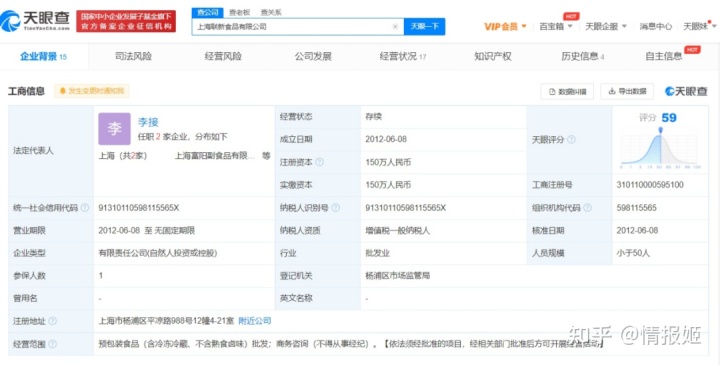 天眼查
TianYanCha.com
国家中小企业发展子基金旗下
官方备案企业征信机构
查公司 查老板 查关系
上海聊新食品有限公司
天眼一下
VIP会员
百宝箱
HOT
天眼企服
消息中心
天眼妹
企业背景 15
司法风险
经营风险
公司发展
经营状况 17
知识产权
历史信息 4
自主信息
HOT
工商信息
发生变更时通知我
数据纠错
导出数据
天眼查
法定代表人
李
李接
任职 2 家企业，分布如下
上海（共2家） 上海富阳副食品有限... 等
经营状态 存续
成立日期 2012-06-08
注册资本 150万人民币
实缴资本 150万人民币
天眼评分
评分 59
工商注册号 310110000595100
统一社会信用代码 91310110598115565X 纳税人识别号 91310110598115565X 组织机构代码 598115565
营业期限 2012-06-08 至 无固定期限 纳税人资质 增值税一般纳税人 核准日期 2012-06-08
企业类型 有限责任公司(自然人投资或控股) 行业 批发业 人员规模 小于50人
参保人数 1 登记机关 杨浦区市场监管局
曾用名 - 英文名称 -
注册地址 上海市杨浦区平凉路988号12幢4-21室 附近公司
经营范围 预包装食品（含冷冻冷藏、不含熟食卤味）批发；商务咨询（不得从事经纪）。【依法须经批准的项目，经相关部门批准后方可开展经营活动】
知乎 @情报姬